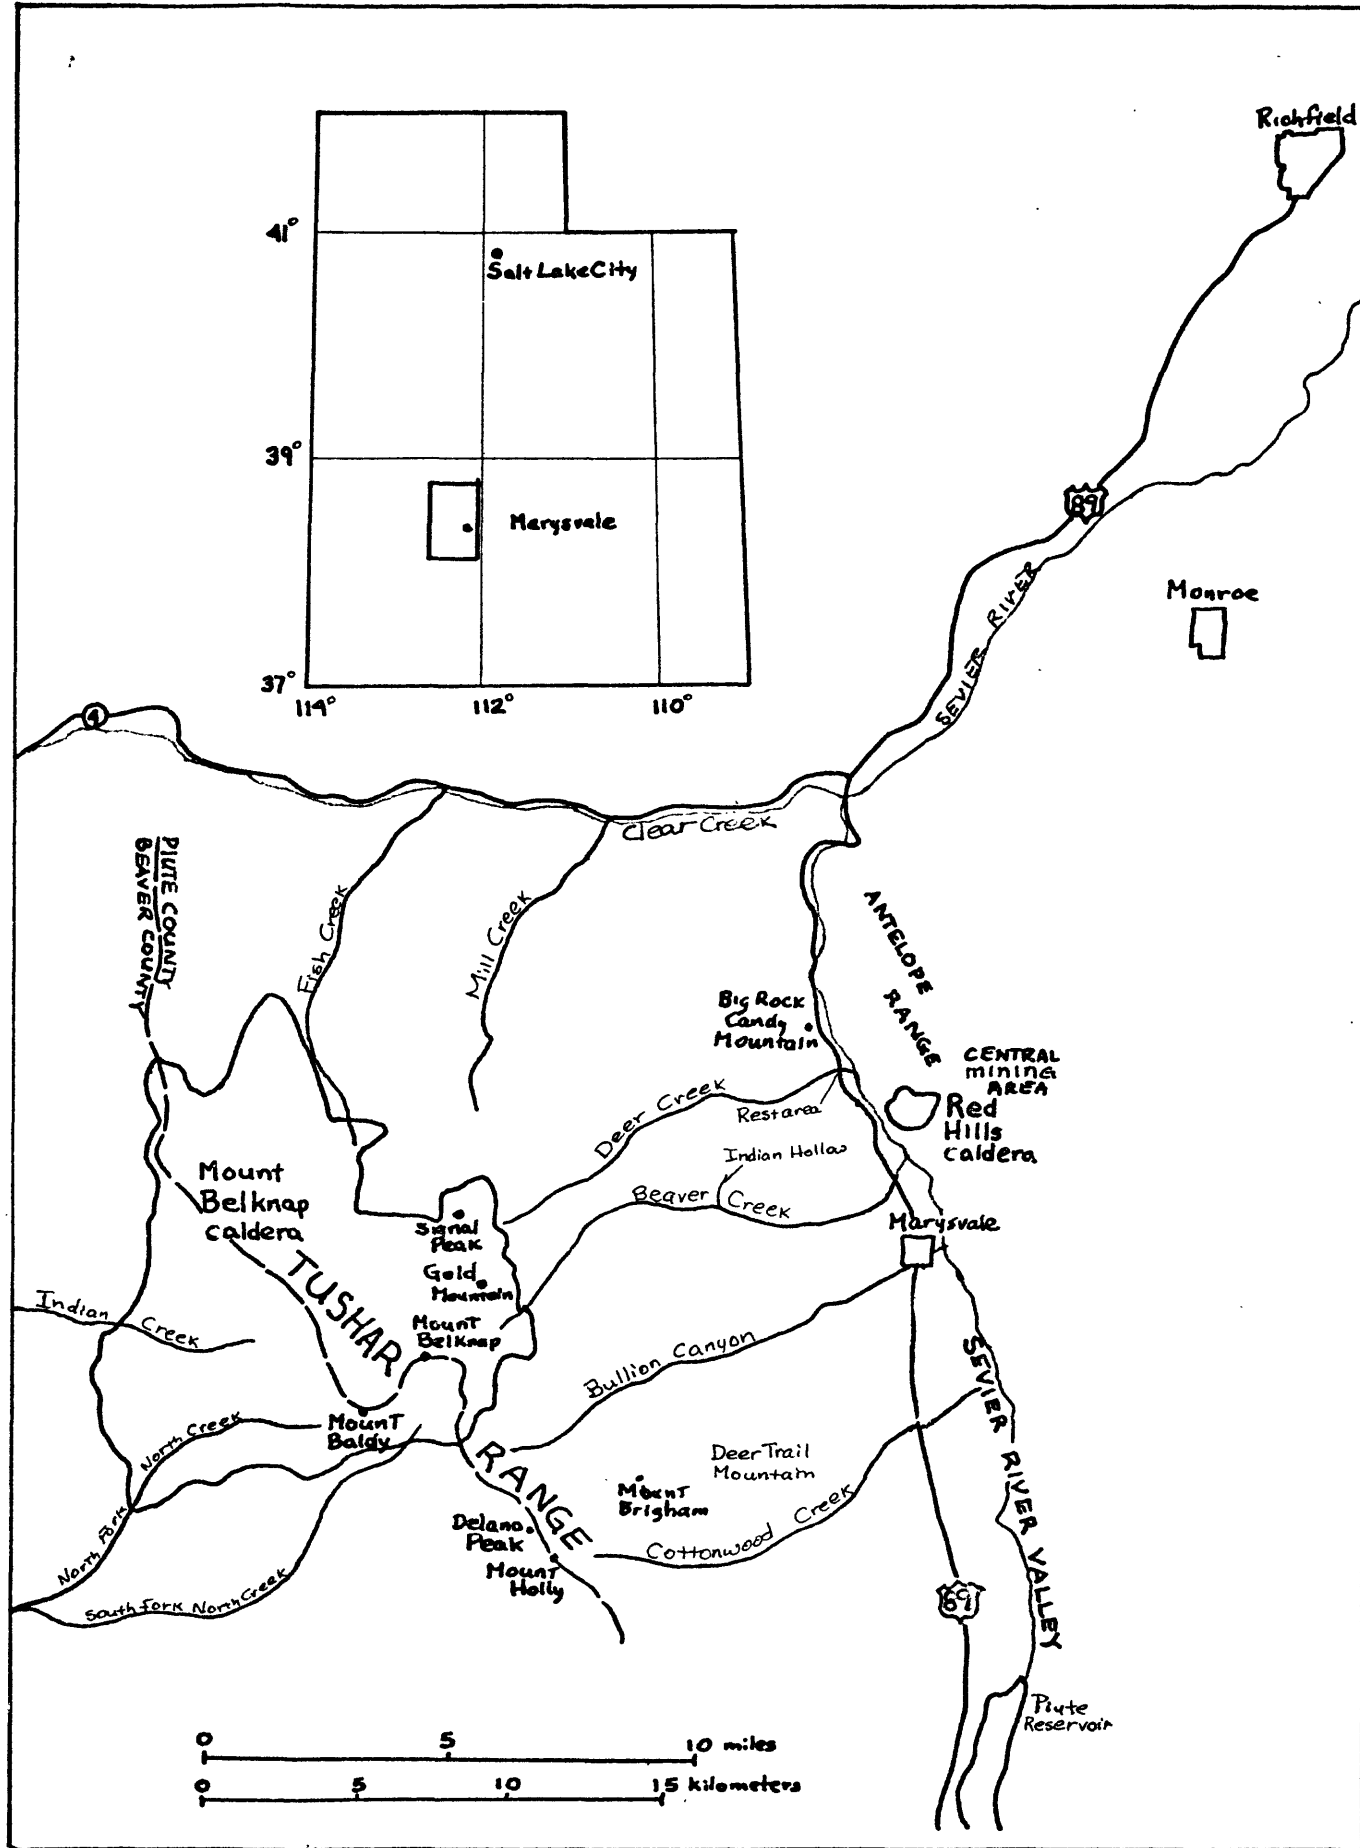 Richfield
41°
Salt Lake City
39°
Marysvale
37°
114°
112°
110°
89
Monroe
SEVIER RIVER
4
Clear Creek
PIUTE COUNTY
BEAVER COUNTY
Fish Creek
Mill Creek
ANTELOPE
RANGE
Big Rock
Candy
Mountain
CENTRAL
mining
AREA
Red
Hills
caldera
Deer Creek
Rest area
Indian Hollow
Beaver Creek
Mount
Belknap
caldera
Signal
Peak
Marysvale
Gold
Mountain
Mount
Belknap
TUSHAR
RANGE
Indian Creek
Bullion Canyon
SEVIER RIVER VALLEY
Mount
Baldy
North Creek
North Fork
Deer Trail
Mountain
Mount
Brigham
Delano
Peak
Mount
Holly
Cottonwood Creek
South Fork North Creek
89
Piute
Reservoir
0 5 10 miles
0 5 10 15 kilometers